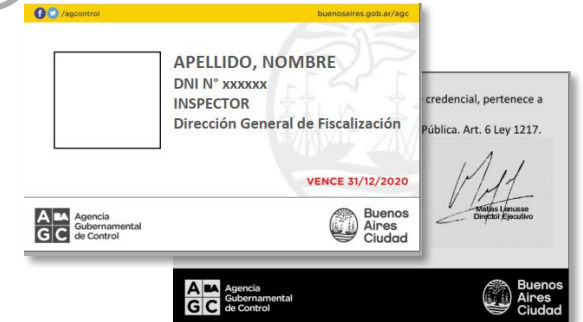 /agcontrol
buenosaires.gob.ar/agc
APELLIDO, NOMBRE
DNI N° xxxxxx
INSPECTOR
Dirección General de Fiscalización
VENCE 31/12/2020
AGC
Agencia
Gubernamental
de Control
Buenos
Aires
Ciudad
credencial, pertenece a
Pública. Art. 6 Ley 1217.
Matías Lanusse
Director Ejecutivo
AGC
Agencia
Gubernamental
de Control
Buenos
Aires
Ciudad